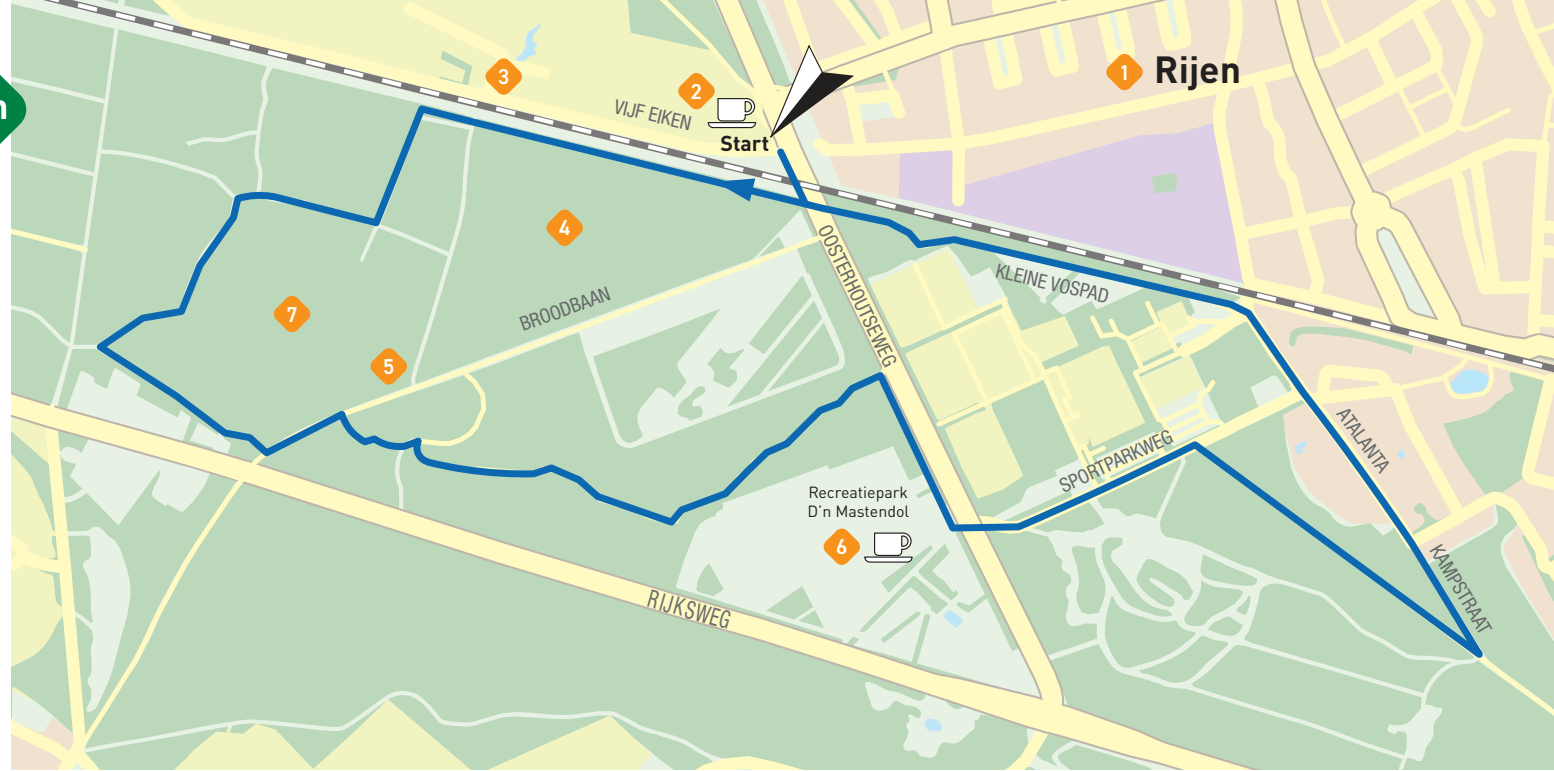 n
1
Rijen
3
2
VIJF EIKEN
Start
4
OOSTERHOUTSEWEG
KLEINE VOSPAD
7
BROODBAAN
5
ATALANTA
SPORTPARKWEG
Recreatiepark
D'n Mastendol
6
KAMPSTRAAT
RIJKSWEG